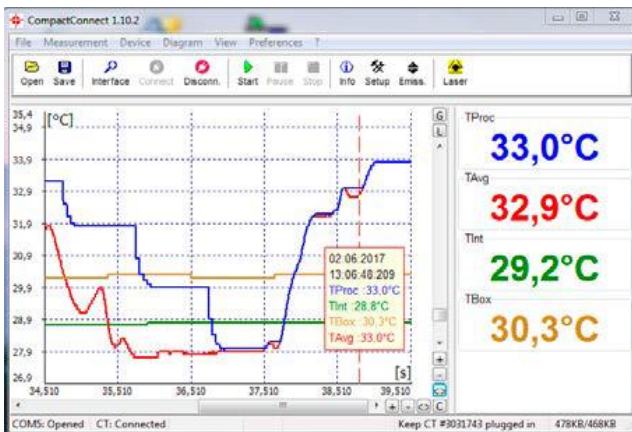 CompactConnect 1.10.2
File Measurement Device Diagram View Preferences ?
Open Save Interface Connect Disconn. Start Pause Stop Info Setup Emiss. Laser
35,4
34,9
[°C]
33,9
32,9
31,9
30,9
29,9
28,9
27,9
26,9
34,510 35,510 36,510 37,510 38,510 39,510
[s]
02.06.2017
13:06:48:209
TProc :33.0°C
TInt :28.8°C
TBox :30.3°C
TAvg :33.0°C
G
L
+
-
+ - <> C
TProc
33,0°C
TAvg
32,9°C
TInt
29,2°C
TBox
30,3°C
COM5: Opened CT: Connected Keep CT #3031743 plugged in 478KB/468KB